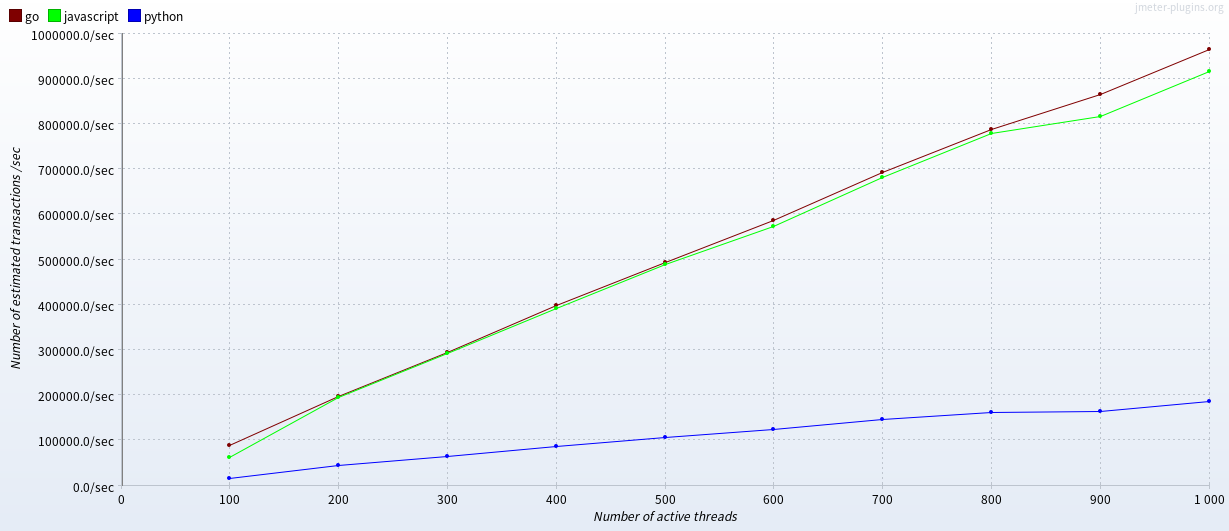 jmeter-plugins.org
go javascript python
1000000.0/sec
900000.0/sec
800000.0/sec
700000.0/sec
600000.0/sec
500000.0/sec
400000.0/sec
300000.0/sec
200000.0/sec
100000.0/sec
0.0/sec
Number of estimated transactions /sec
0 100 200 300 400 500 600 700 800 900 1 000
Number of active threads